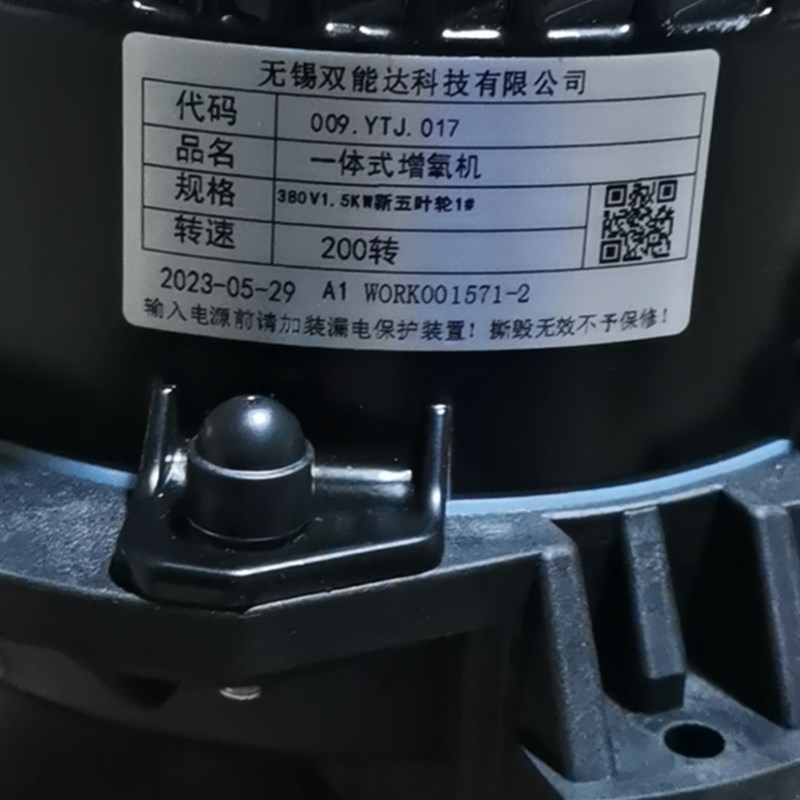 无锡双能达科技有限公司
代码 009.YTJ.017
品名 一体式增氧机
规格 380V1.5KW新五叶轮1#
转速 200转
2023-05-29 A1 WORK001571-2
输入电源前请加装漏电保护装置！撕毁无效不予保修！